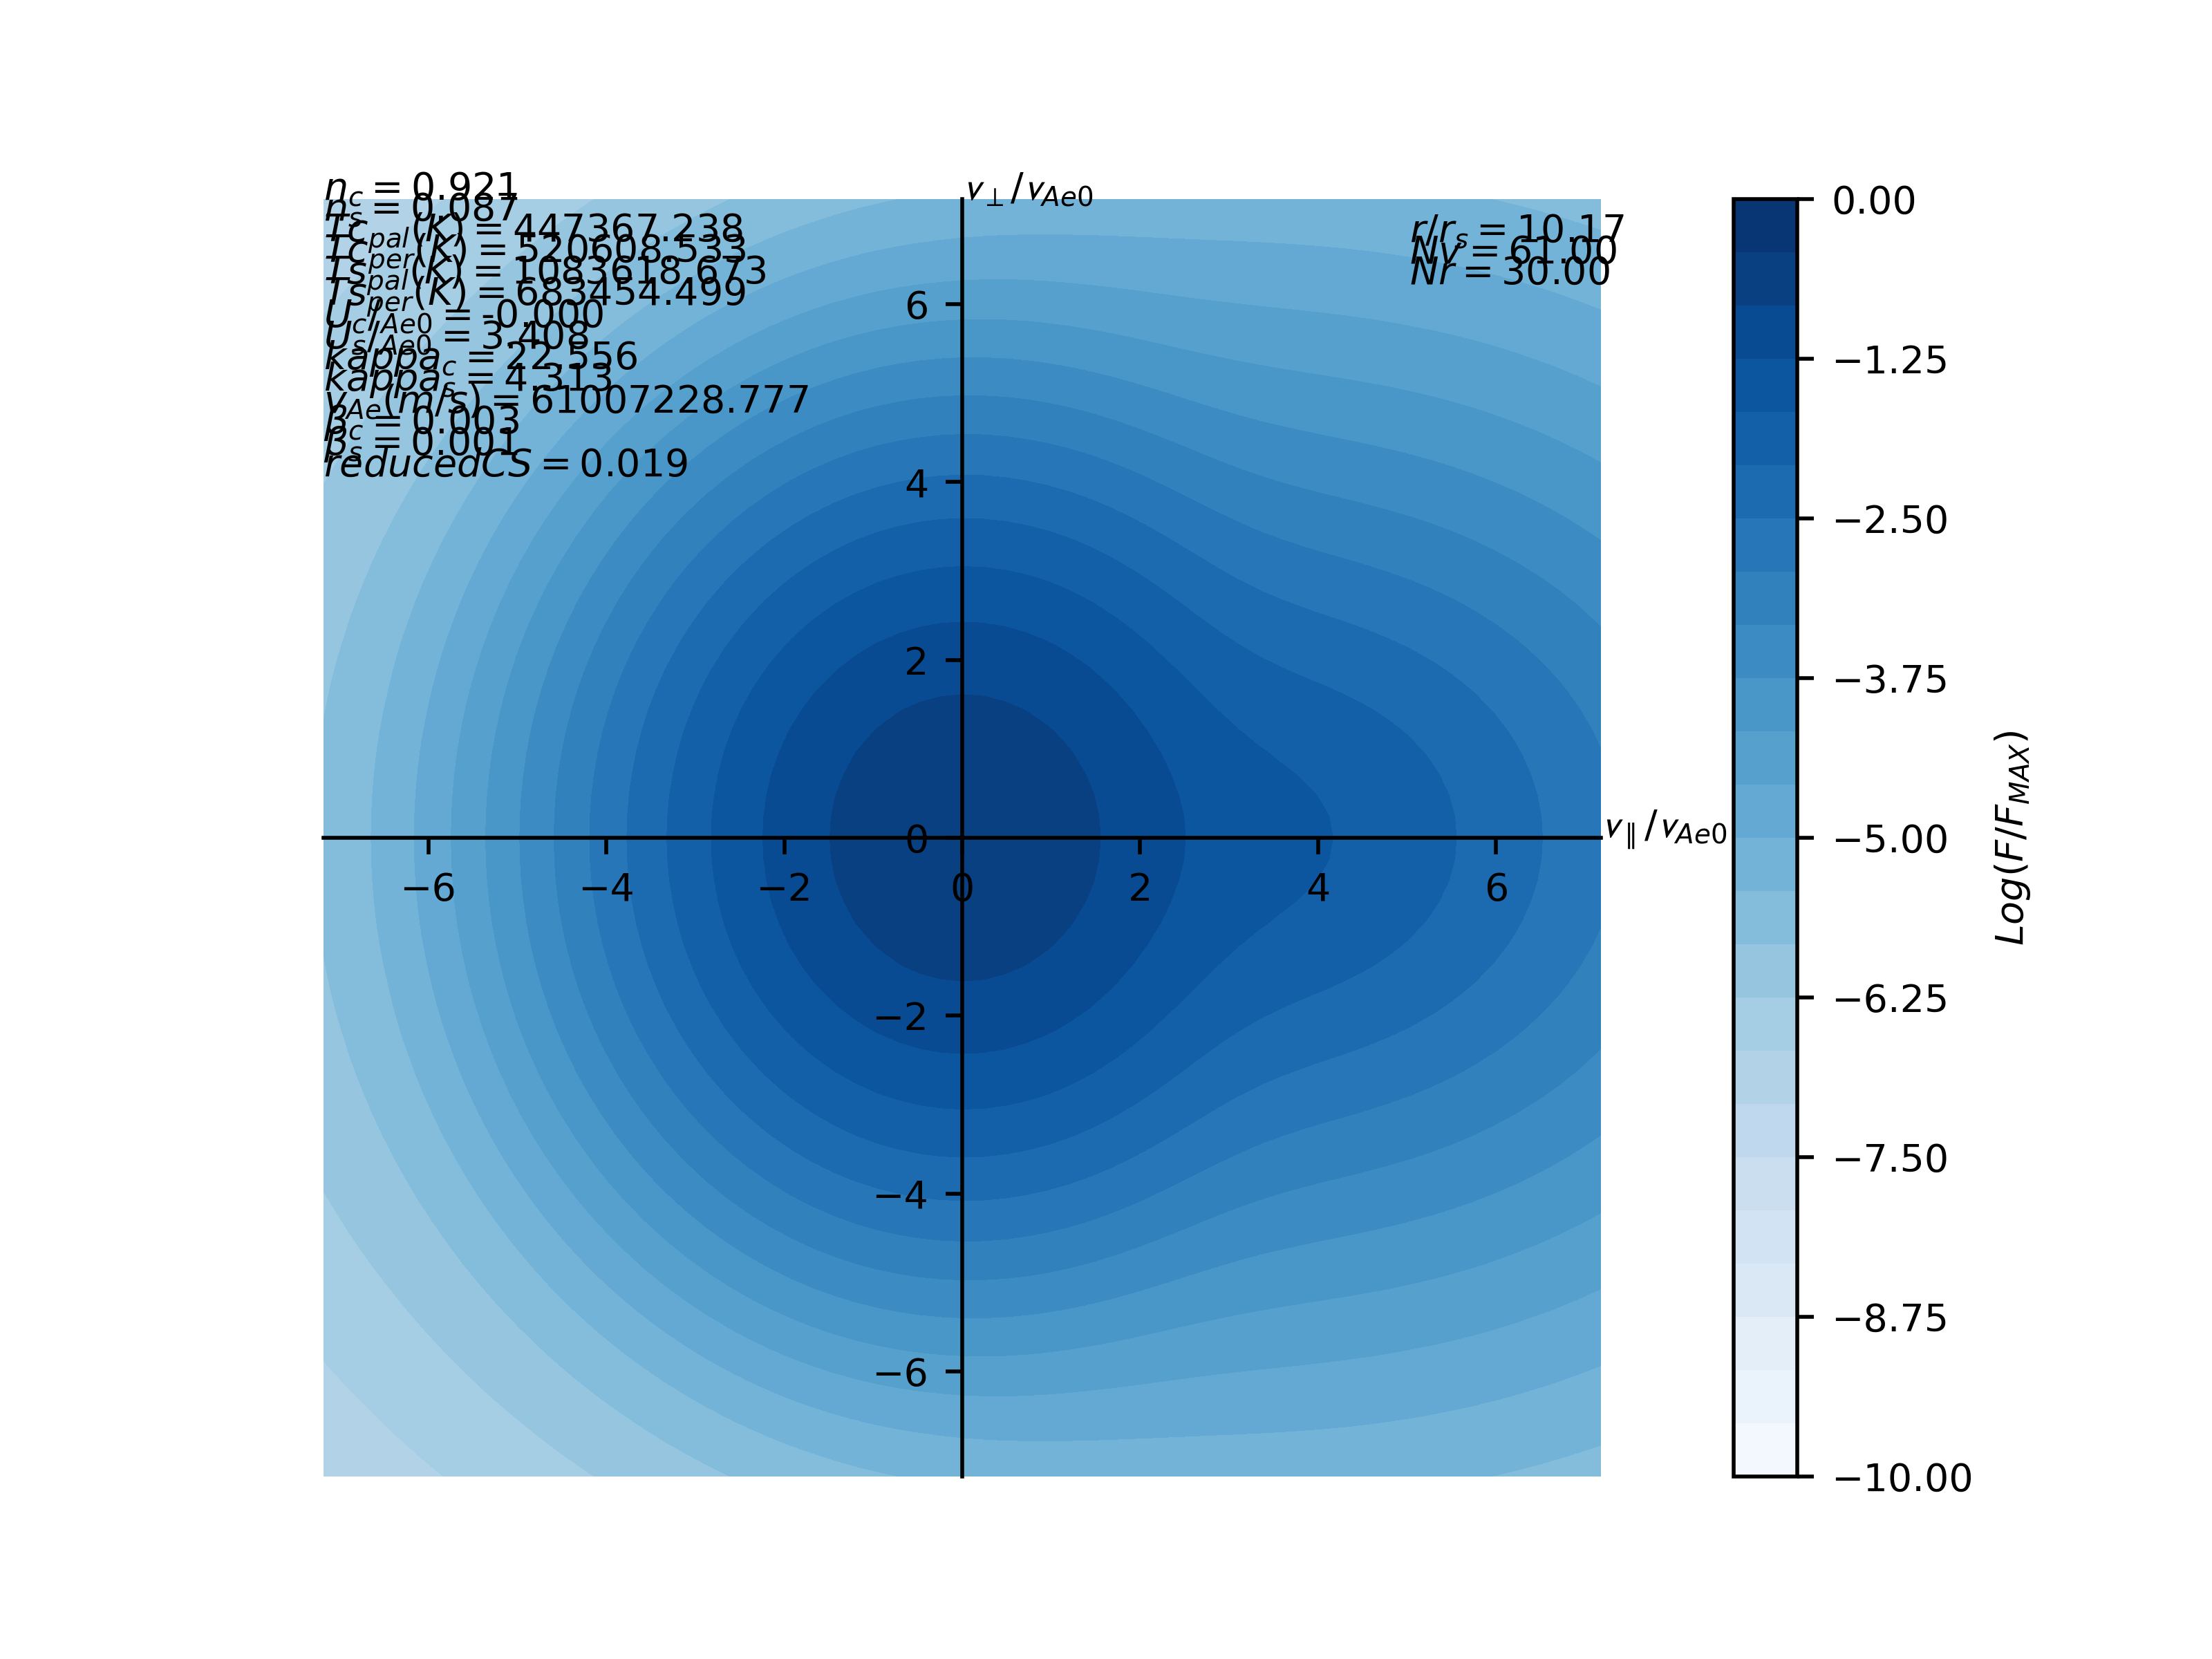 n_c = 0.921
n_s = 0.087
Tc_pal(K) = 447367.238
Tc_per(K) = 520608.533
Ts_pal(K) = 1083618.673
Ts_per(K) = 683454.499
U_c/Ae0 = -0.000
U_s/Ae0 = 3.408
kappa_c = 22.556
kappa_s = 4.313
v_Ae(m/s) = 61007228.777
β_c = 0.003
β_s = 0.001
reducedCS = 0.019
v_⊥/v_Ae0
r/r_s = 10.17
Nv = 61.00
Nr = 30.00
6
4
2
0
−2
−4
−6
−6 −4 −2 0 2 4 6
v_∥/v_Ae0
0.00
−1.25
−2.50
−3.75
−5.00
−6.25
−7.50
−8.75
−10.00
Log(F/F_MAX)